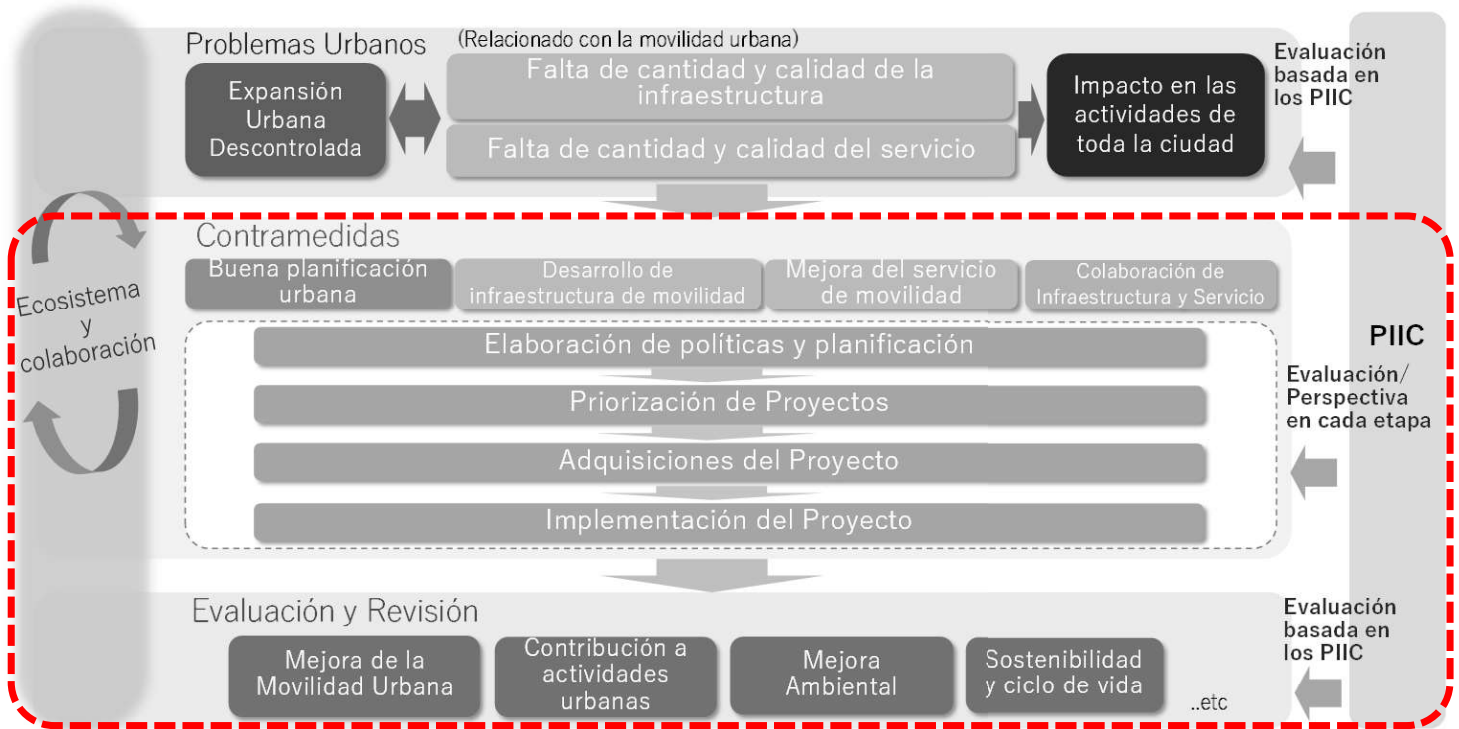 Problemas Urbanos
(Relacionado con la movilidad urbana)
Expansión
Urbana
Descontrolada
Falta de cantidad y calidad de la
infraestructura
Falta de cantidad y calidad del servicio
Impacto en las
actividades de
toda la ciudad
Evaluación
basada en
los PIIC
Contramedidas
Buena planificación
urbana
Desarrollo de
infraestructura de movilidad
Mejora del servicio
de movilidad
Colaboración de
Infraestructura y Servicio
Ecosistema
y
colaboración
Elaboración de políticas y planificación
Priorización de Proyectos
Adquisiciones del Proyecto
Implementación del Proyecto
PIIC
Evaluación/
Perspectiva
en cada etapa
Evaluación y Revisión
Mejora de la
Movilidad Urbana
Contribución a
actividades
urbanas
Mejora
Ambiental
Sostenibilidad
y ciclo de vida
..etc
Evaluación
basada en
los PIIC